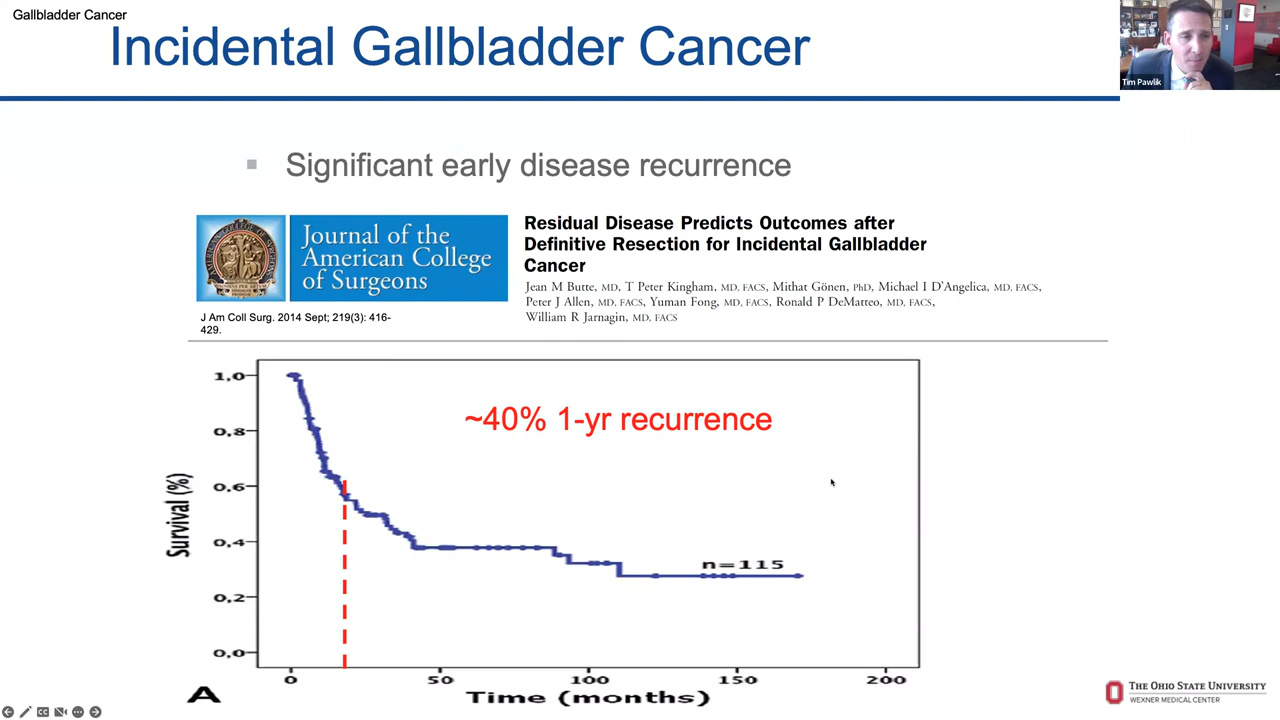 Gallbladder Cancer
Incidental Gallbladder Cancer
Tim Pawlik
Significant early disease recurrence
Journal of the
American College
of Surgeons
J Am Coll Surg. 2014 Sept; 219(3): 416-
429.
Residual Disease Predicts Outcomes after
Definitive Resection for Incidental Gallbladder
Cancer
Jean M Butte, MD, T Peter Kingham, MD, FACS, Mithat Gönen, PhD, Michael I D'Angelica, MD, FACS,
Peter J Allen, MD, FACS, Yuman Fong, MD, FACS, Ronald P DeMatteo, MD, FACS,
William R Jarnagin, MD, FACS
~40% 1-yr recurrence
Survival (%)
1,0
0,8
0,6
0,4
0,2
0,0
n=115
0 50 100 150 200
Time (months)
A
THE OHIO STATE UNIVERSITY
WEXNER MEDICAL CENTER
CC